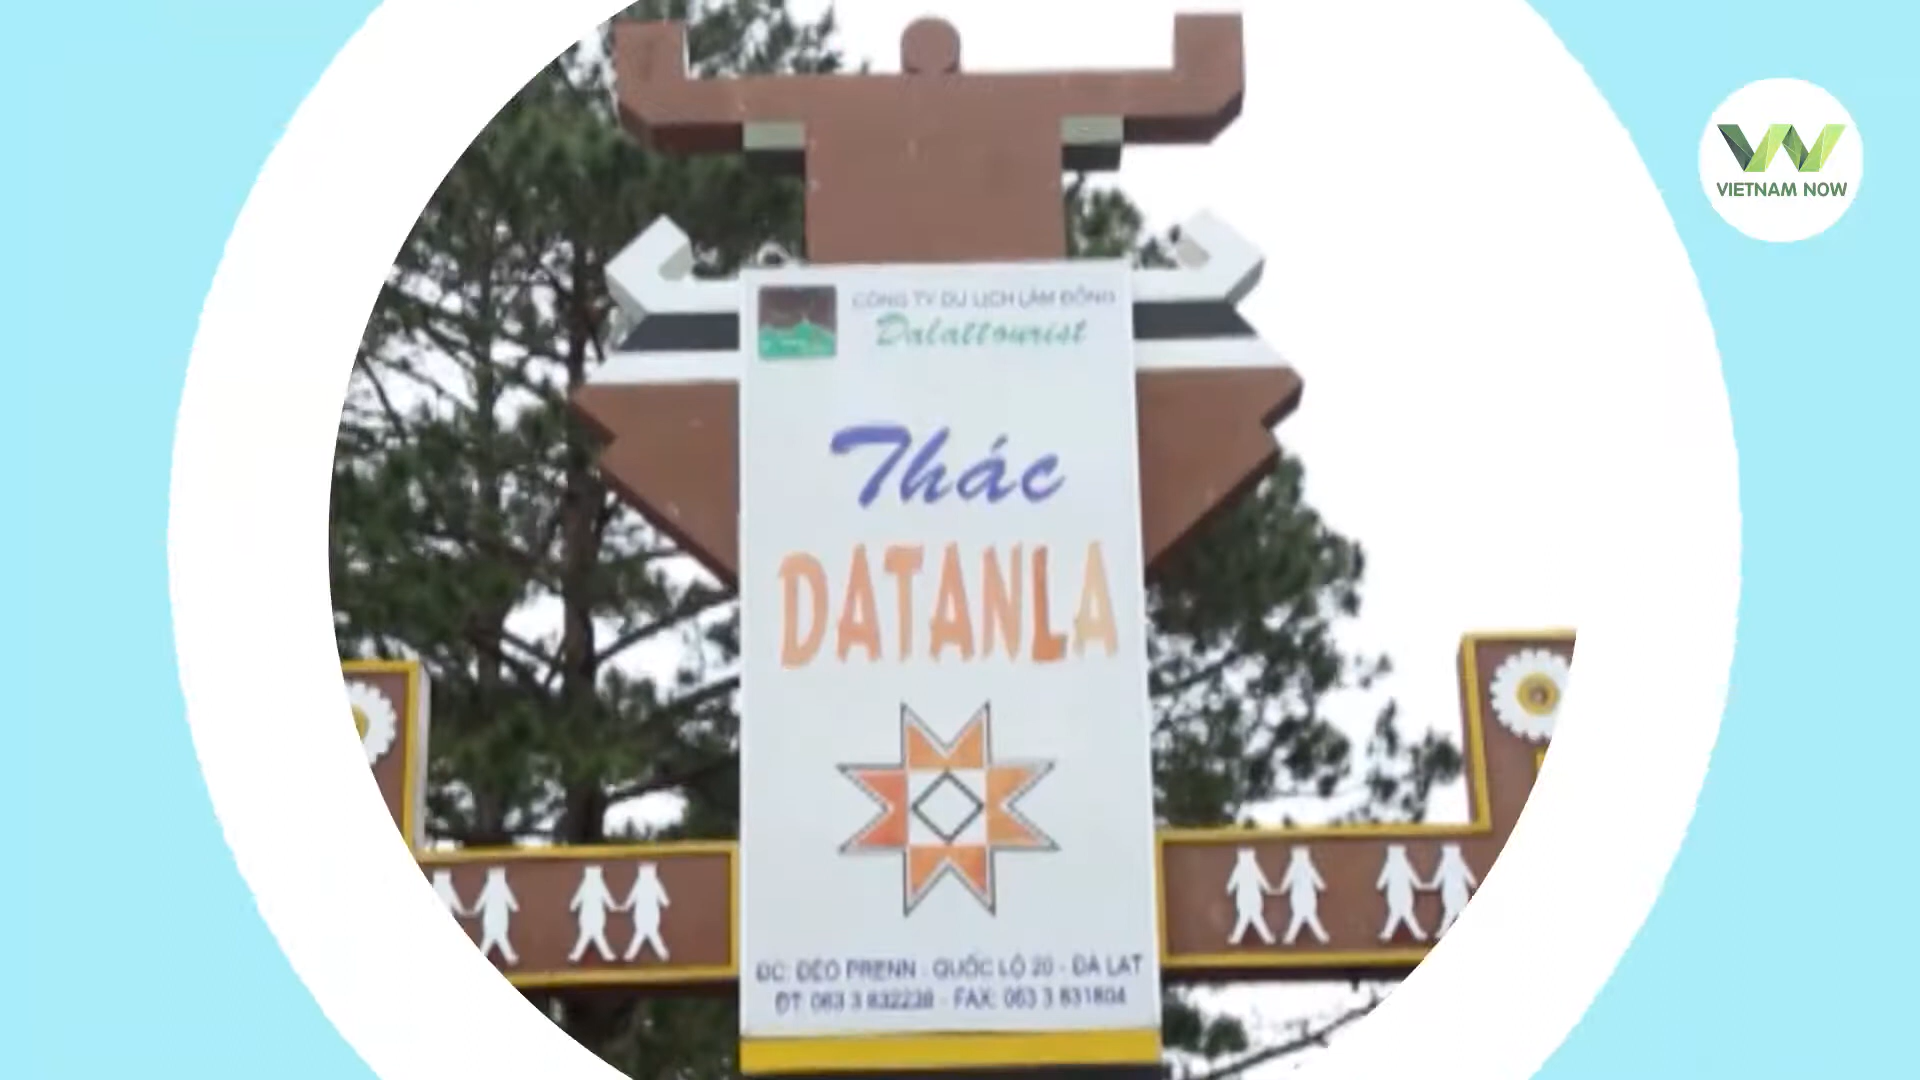 VIETNAM NOW
CÔNG TY DU LỊCH LÂM ĐỒNG
Dalattourist
Thác
DATANLA
ĐC: ĐÈO PRENN - QUỐC LỘ 20 - ĐÀ LẠT
ĐT: 063 3 832238 - FAX: 063 3 831804